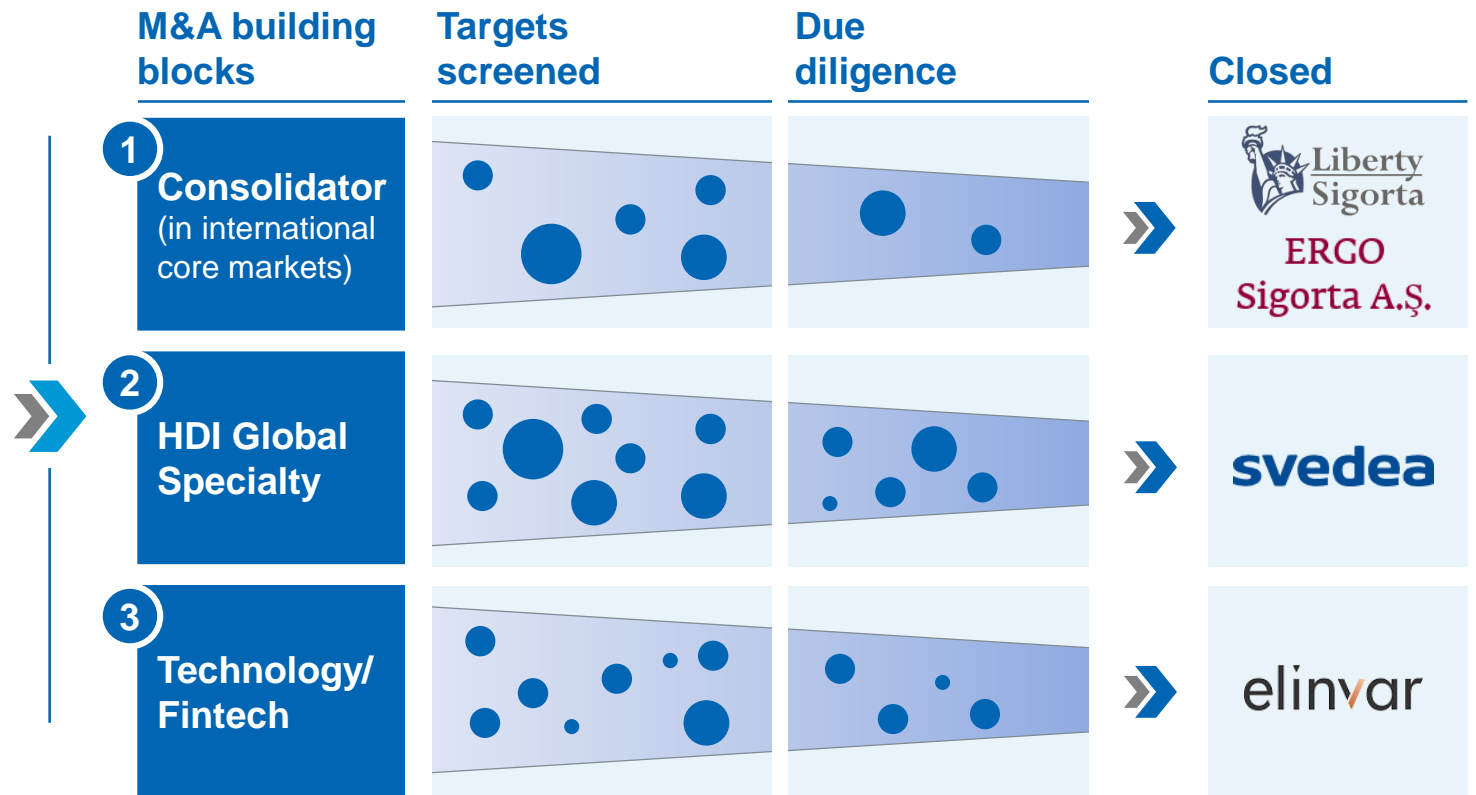 M&A building
blocks
Targets
screened
Due
diligence
Closed
1
Consolidator
(in international
core markets)
Liberty
Sigorta
ERGO
Sigorta A.Ş.
2
HDI Global
Specialty
svedea
3
Technology/
Fintech
elinvar